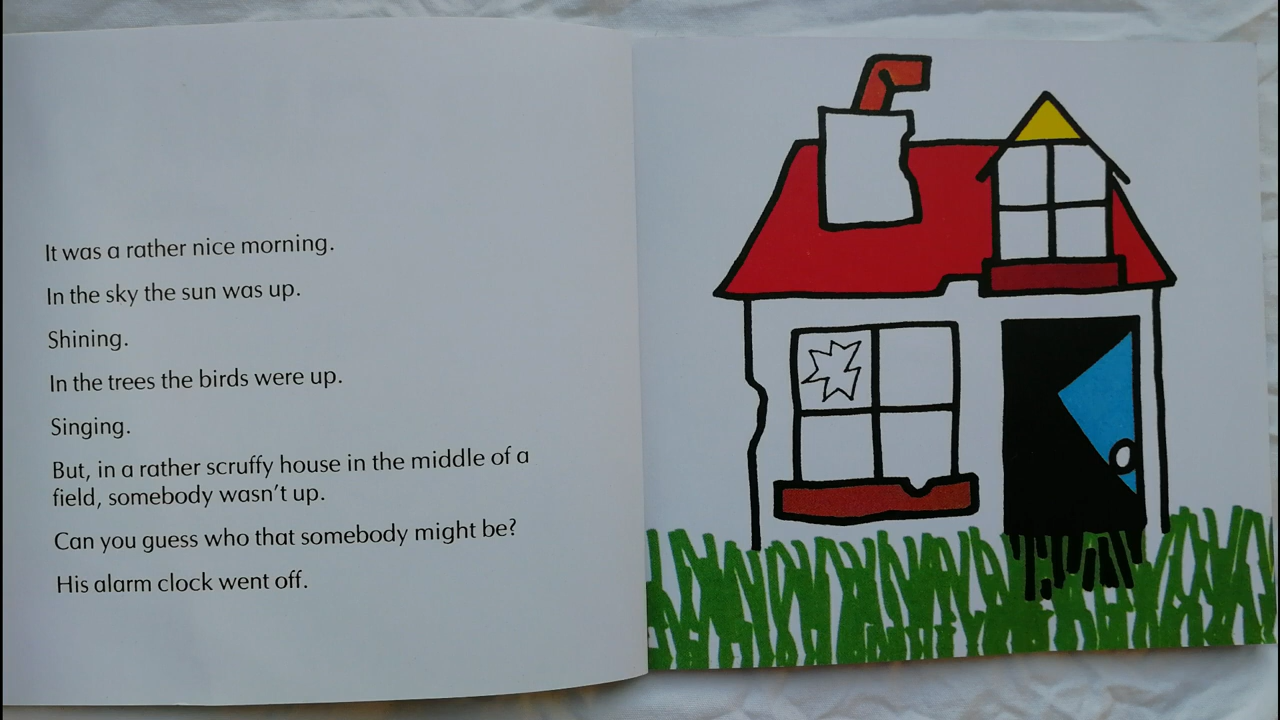 It was a rather nice morning.
In the sky the sun was up.
Shining.
In the trees the birds were up.
Singing.
But, in a rather scruffy house in the middle of a
field, somebody wasn't up.
Can you guess who that somebody might be?
His alarm clock went off.